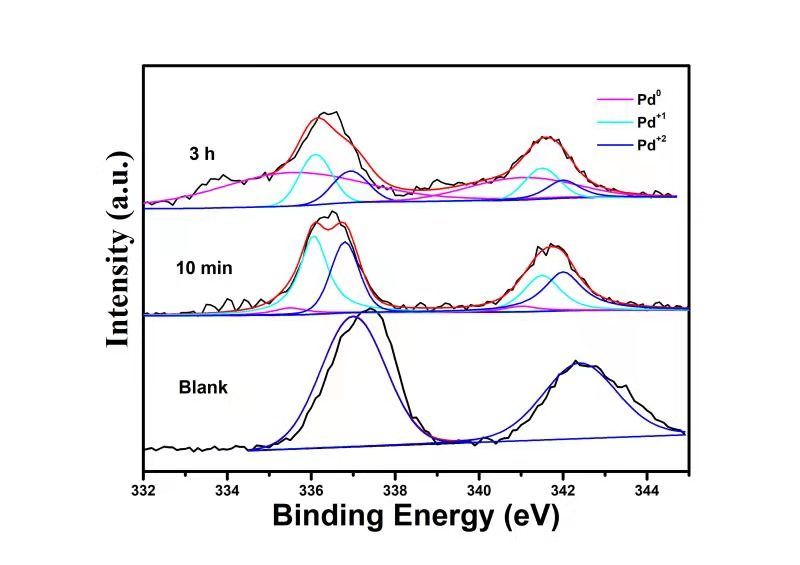 Pd⁰
Pd⁺¹
Pd⁺²
3 h
10 min
Blank
Intensity (a.u.)
332 334 336 338 340 342 344
Binding Energy (eV)